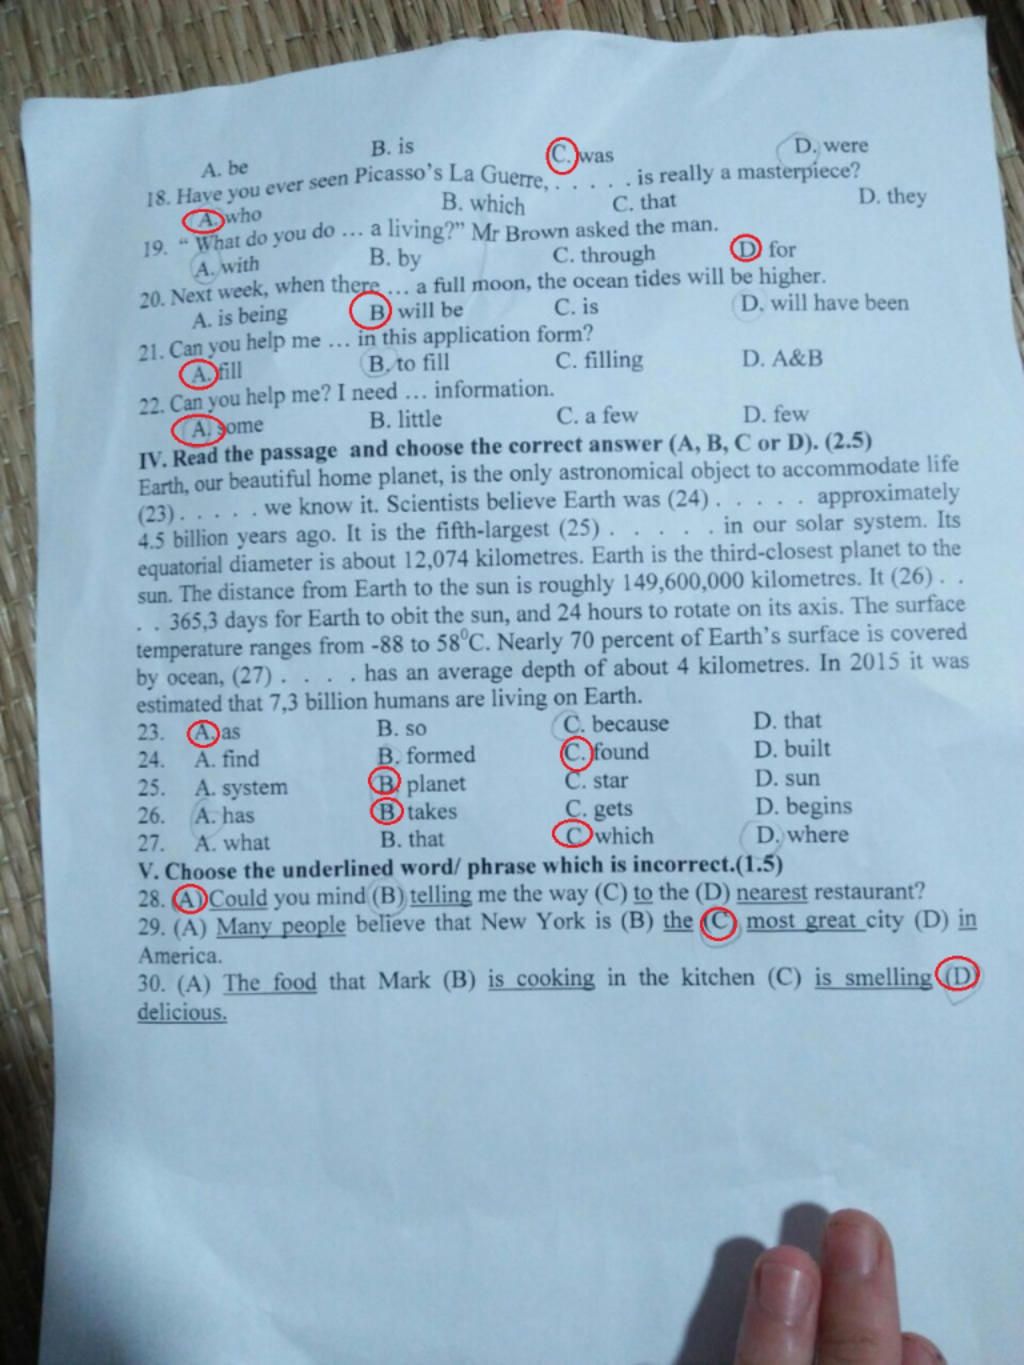 A. be B. is C. was D. were
18. Have you ever seen Picasso's La Guerre, . . . . . is really a masterpiece?
A. who B. which C. that D. they
19. “ What do you do … a living?” Mr Brown asked the man.
A. with B. by C. through D. for
20. Next week, when there … a full moon, the ocean tides will be higher.
A. is being B. will be C. is D. will have been
21. Can you help me … in this application form?
A. fill B. to fill C. filling D. A&B
22. Can you help me? I need … information.
A. some B. little C. a few D. few
IV. Read the passage and choose the correct answer (A, B, C or D). (2.5)
Earth, our beautiful home planet, is the only astronomical object to accommodate life
(23) . . . . . we know it. Scientists believe Earth was (24) . . . . . approximately
4.5 billion years ago. It is the fifth-largest (25) . . . . . . in our solar system. Its
equatorial diameter is about 12,074 kilometres. Earth is the third-closest planet to the
sun. The distance from Earth to the sun is roughly 149,600,000 kilometres. It (26) . .
. . 365,3 days for Earth to obit the sun, and 24 hours to rotate on its axis. The surface
temperature ranges from -88 to 58⁰C. Nearly 70 percent of Earth's surface is covered
by ocean, (27) . . . . has an average depth of about 4 kilometres. In 2015 it was
estimated that 7,3 billion humans are living on Earth.
23. A. as B. so C. because D. that
24. A. find B. formed C. found D. built
25. A. system B. planet C. star D. sun
26. A. has B. takes C. gets D. begins
27. A. what B. that C. which D. where
V. Choose the underlined word/ phrase which is incorrect.(1.5)
28. (A) Could you mind (B) telling me the way (C) to the (D) nearest restaurant?
29. (A) Many people believe that New York is (B) the (C) most great city (D) in
America.
30. (A) The food that Mark (B) is cooking in the kitchen (C) is smelling (D)
delicious.